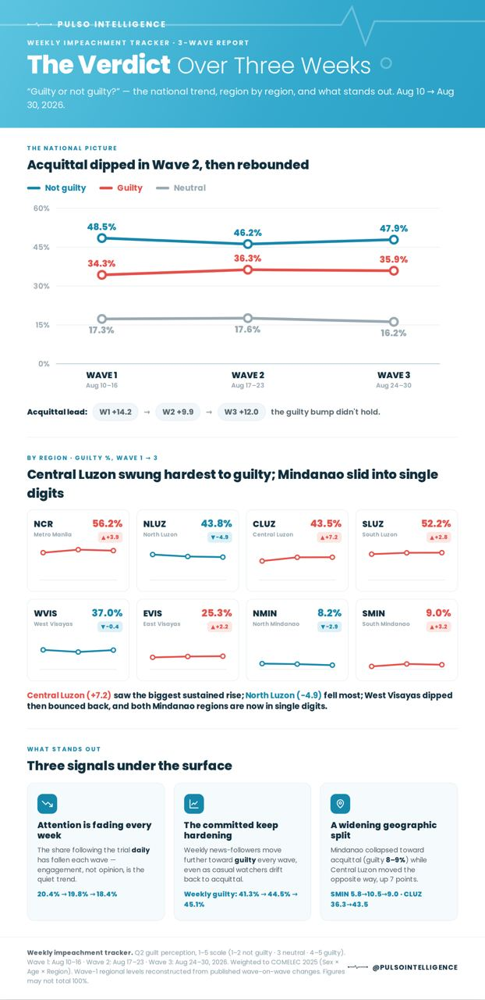 PULSO INTELLIGENCE
WEEKLY IMPEACHMENT TRACKER · 3-WAVE REPORT
The Verdict Over Three Weeks
“Guilty or not guilty?” — the national trend, region by region, and what stands out. Aug 10 → Aug
30, 2026.
THE NATIONAL PICTURE
Acquittal dipped in Wave 2, then rebounded
Not guilty Guilty Neutral
60%
48.5% 46.2% 47.9%
45%
34.3% 36.3% 35.9%
30%
15%
17.3% 17.6% 16.2%
0%
WAVE 1 WAVE 2 WAVE 3
Aug 10–16 Aug 17–23 Aug 24–30
Acquittal lead: W1 +14.2 → W2 +9.9 → W3 +12.0 the guilty bump didn't hold.
BY REGION · GUILTY %, WAVE 1 → 3
Central Luzon swung hardest to guilty; Mindanao slid into single
digits
NCR 56.2%
Metro Manila ▲+3.9
NLUZ 43.8%
North Luzon ▼-4.9
CLUZ 43.5%
Central Luzon ▲+7.2
SLUZ 52.2%
South Luzon ▲+2.8
WVIS 37.0%
West Visayas ▼-0.4
EVIS 25.3%
East Visayas ▲+2.2
NMIN 8.2%
North Mindanao ▼-2.9
SMIN 9.0%
South Mindanao ▲+3.2
Central Luzon (+7.2) saw the biggest sustained rise; North Luzon (-4.9) fell most; West Visayas dipped
then bounced back, and both Mindanao regions are now in single digits.
WHAT STANDS OUT
Three signals under the surface
Attention is fading every
week
The share following the trial daily
has fallen each wave —
engagement, not opinion, is the
quiet trend.
20.4% → 19.8% → 18.4%
The committed keep
hardening
Weekly news-followers move
further toward guilty every wave,
even as casual watchers drift
back to acquittal.
Weekly guilty: 41.3% → 44.5% →
45.1%
A widening geographic
split
Mindanao collapsed toward
acquittal (guilty 8–9%) while
Central Luzon moved the
opposite way, up 7 points.
SMIN 5.8→10.5→9.0 · CLUZ
36.3→43.5
Weekly impeachment tracker. Q2 guilt perception, 1–5 scale (1–2 not guilty · 3 neutral · 4–5 guilty).
Wave 1: Aug 10–16 · Wave 2: Aug 17–23 · Wave 3: Aug 24–30, 2026. Weighted to COMELEC 2025 (Sex ×
Age × Region). Wave-1 regional levels reconstructed from published wave-on-wave changes. Figures
may not total 100%.
@PULSOINTELLIGENCE